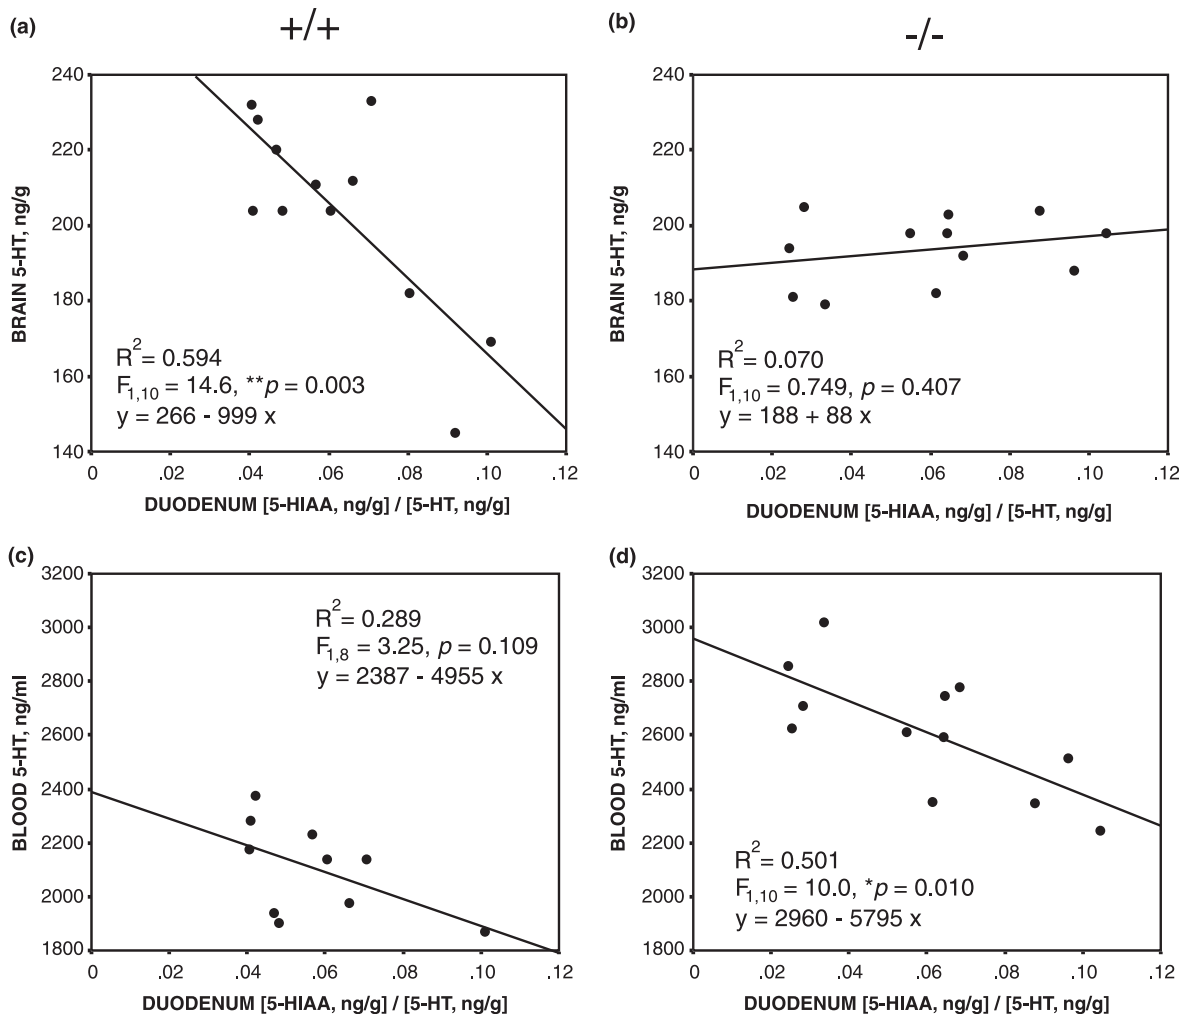 (a)
+/+
240
220
200
180
160
140
BRAIN 5-HT, ng/g
R2= 0.594
F1,10 = 14.6, **p = 0.003
y = 266 - 999 x
0 .02 .04 .06 .08 .10 .12
DUODENUM [5-HIAA, ng/g] / [5-HT, ng/g]
(b)
-/-
240
220
200
180
160
140
BRAIN 5-HT, ng/g
R2= 0.070
F1,10 = 0.749, p = 0.407
y = 188 + 88 x
0 .02 .04 .06 .08 .10 .12
DUODENUM [5-HIAA, ng/g] / [5-HT, ng/g]
(c)
3200
3000
2800
2600
2400
2200
2000
1800
BLOOD 5-HT, ng/ml
R2= 0.289
F1,8 = 3.25, p = 0.109
y = 2387 - 4955 x
0 .02 .04 .06 .08 .10 .12
DUODENUM [5-HIAA, ng/g] / [5-HT, ng/g]
(d)
3200
3000
2800
2600
2400
2200
2000
1800
BLOOD 5-HT, ng/ml
R2= 0.501
F1,10 = 10.0, *p = 0.010
y = 2960 - 5795 x
0 .02 .04 .06 .08 .10 .12
DUODENUM [5-HIAA, ng/g] / [5-HT, ng/g]